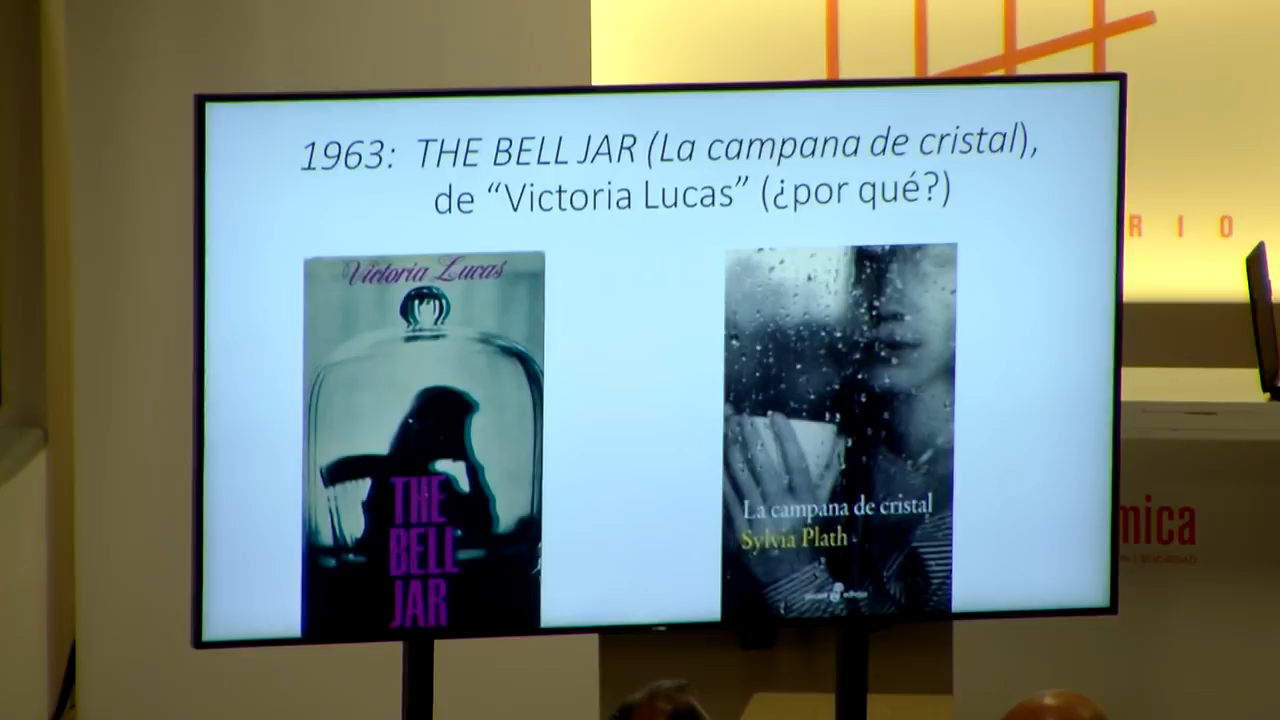 1963: THE BELL JAR (La campana de cristal),
de “Victoria Lucas” (¿por qué?)
Victoria Lucas
THE
BELL
JAR
La campana de cristal
Sylvia Plath
RIO
mica